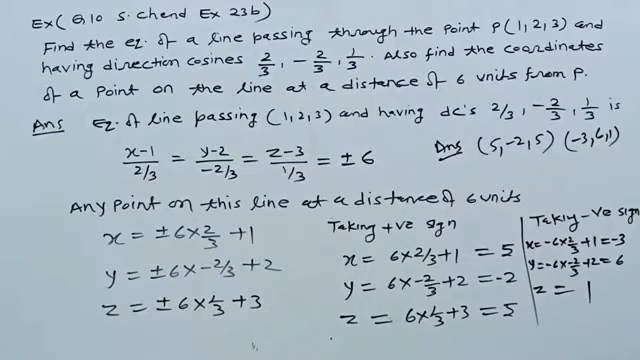 Ex(Q10 S. Chend Ex 23b)
Find the eq. of a line passing through the point P(1, 2, 3) and
having direction cosines 2/3, -2/3, 1/3. Also find the coordinates
of a point on the line at a distance of 6 units from P.
Ans Eq. of line passing (1, 2, 3) and having dc's 2/3, -2/3, 1/3 is
x-1/2/3 = y-2/-2/3 = z-3/1/3 = ± 6
Ans (5, -2, 5) (-3, 6, 1)
Any point on this line at a distance of 6 units
x = ±6×2/3 + 1
y = ±6×-2/3 + 2
z = ±6×1/3 + 3
Taking +ve sign
x = 6×2/3+1 = 5
y = 6×-2/3+2 = -2
z = 6×1/3+3 = 5
Taking -ve sign
x=-6×2/3+1=-3
y=-6×-2/3+2=6
z = 1